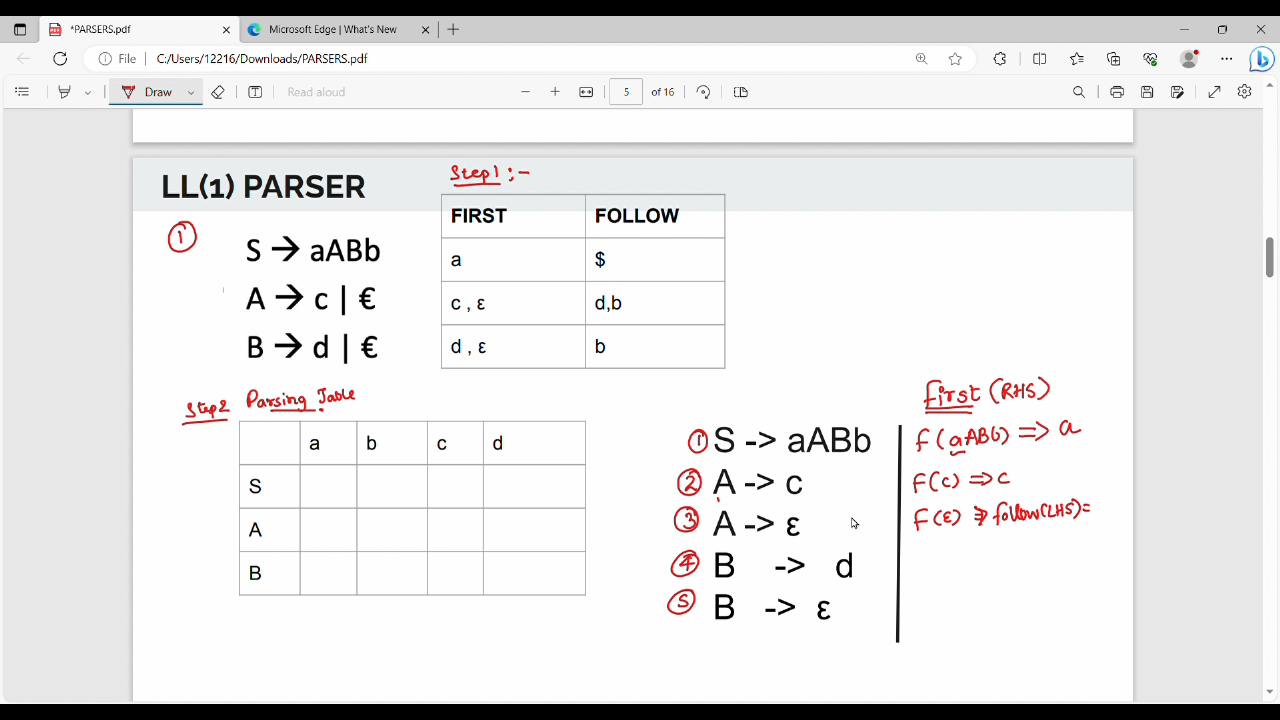 *PARSERS.pdf
Microsoft Edge | What's New
File
C:/Users/12216/Downloads/PARSERS.pdf
Draw
Read aloud
5
of 16
LL(1) PARSER
Step1 :-
①
S → aABb
A → c | €
B → d | €
FIRST FOLLOW
a $
c , ε d,b
d , ε b
Step2 Parsing Table
a b c d
S
A
B
① S -> aABb
② A -> c
③ A -> ε
④ B -> d
⑤ B -> ε
First (RHS)
f(aABb) => a
f(c) => c
f(ε) => follow(LHS)=